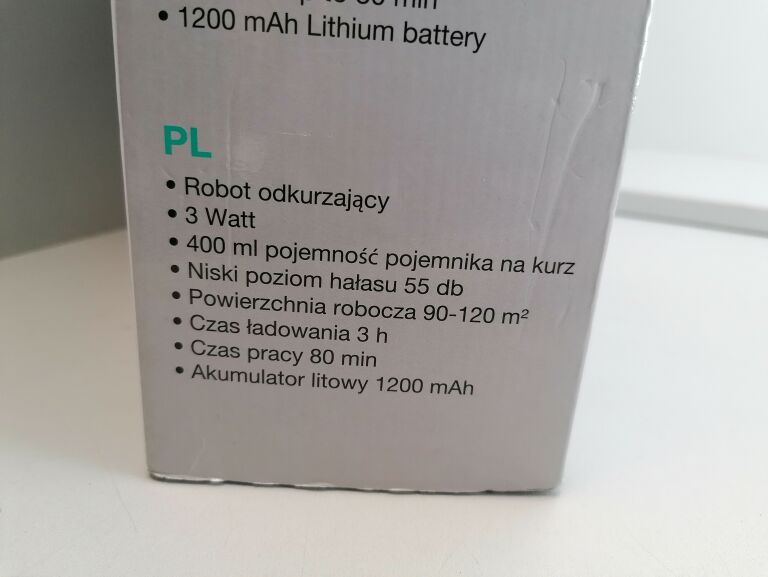 min
• 1200 mAh Lithium battery
PL
• Robot odkurzający
• 3 Watt
• 400 ml pojemność pojemnika na kurz
• Niski poziom hałasu 55 db
• Powierzchnia robocza 90-120 m²
• Czas ładowania 3 h
• Czas pracy 80 min
• Akumulator litowy 1200 mAh